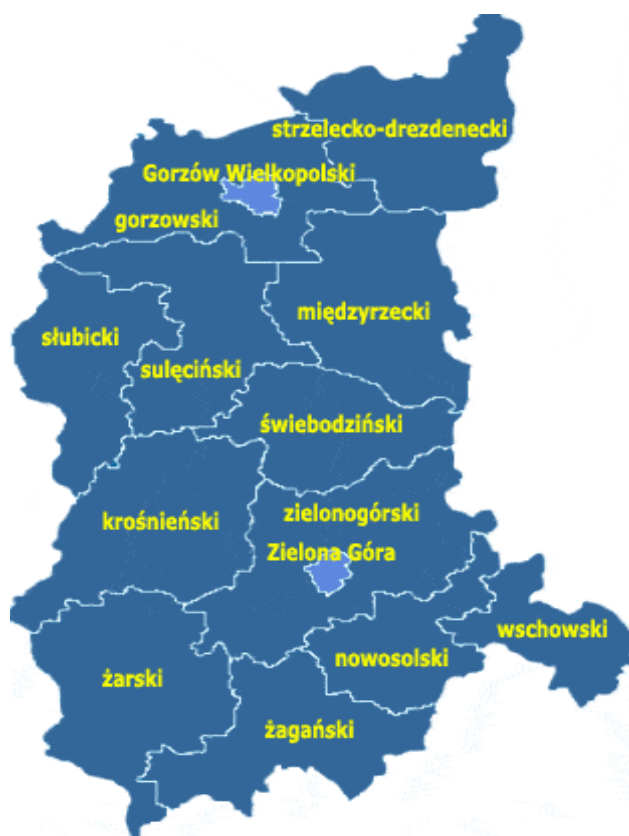 strzelecko-drezdenecki
Gorzów Wielkopolski
gorzowski
międzyrzecki
słubicki
sulęciński
świebodziński
zielonogórski
krośnieński
Zielona Góra
wschowski
nowosolski
żarski
żagański